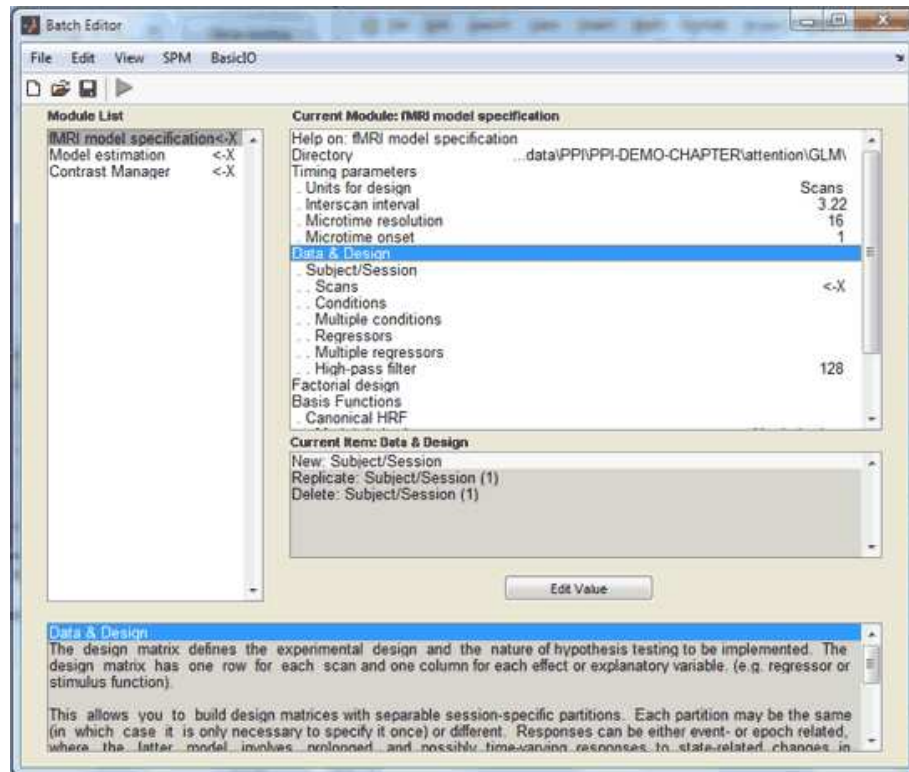 Batch Editor
File Edit View SPM BasicIO
Module List
fMRI model specification<-X
Model estimation <-X
Contrast Manager <-X
Current Module: fMRI model specification
Help on: fMRI model specification
Directory ...data\PPI\PPI-DEMO-CHAPTER\attention\GLM\
Timing parameters
. Units for design Scans
. Interscan interval 3.22
. Microtime resolution 16
. Microtime onset 1
Data & Design
. Subject/Session
. . Scans <-X
. . Conditions
. . Multiple conditions
. . Regressors
. . Multiple regressors
. . High-pass filter 128
Factorial design
Basis Functions
. Canonical HRF
Current Item: Data & Design
New: Subject/Session
Replicate: Subject/Session (1)
Delete: Subject/Session (1)
Edit Value
Data & Design
The design matrix defines the experimental design and the nature of hypothesis testing to be implemented. The
design matrix has one row for each scan and one column for each effect or explanatory variable. (e.g. regressor or
stimulus function).
This allows you to build design matrices with separable session-specific partitions. Each partition may be the same
(in which case it is only necessary to specify it once) or different. Responses can be either event- or epoch related,
where the latter model involves prolonged and possibly time-varying responses to state-related changes in